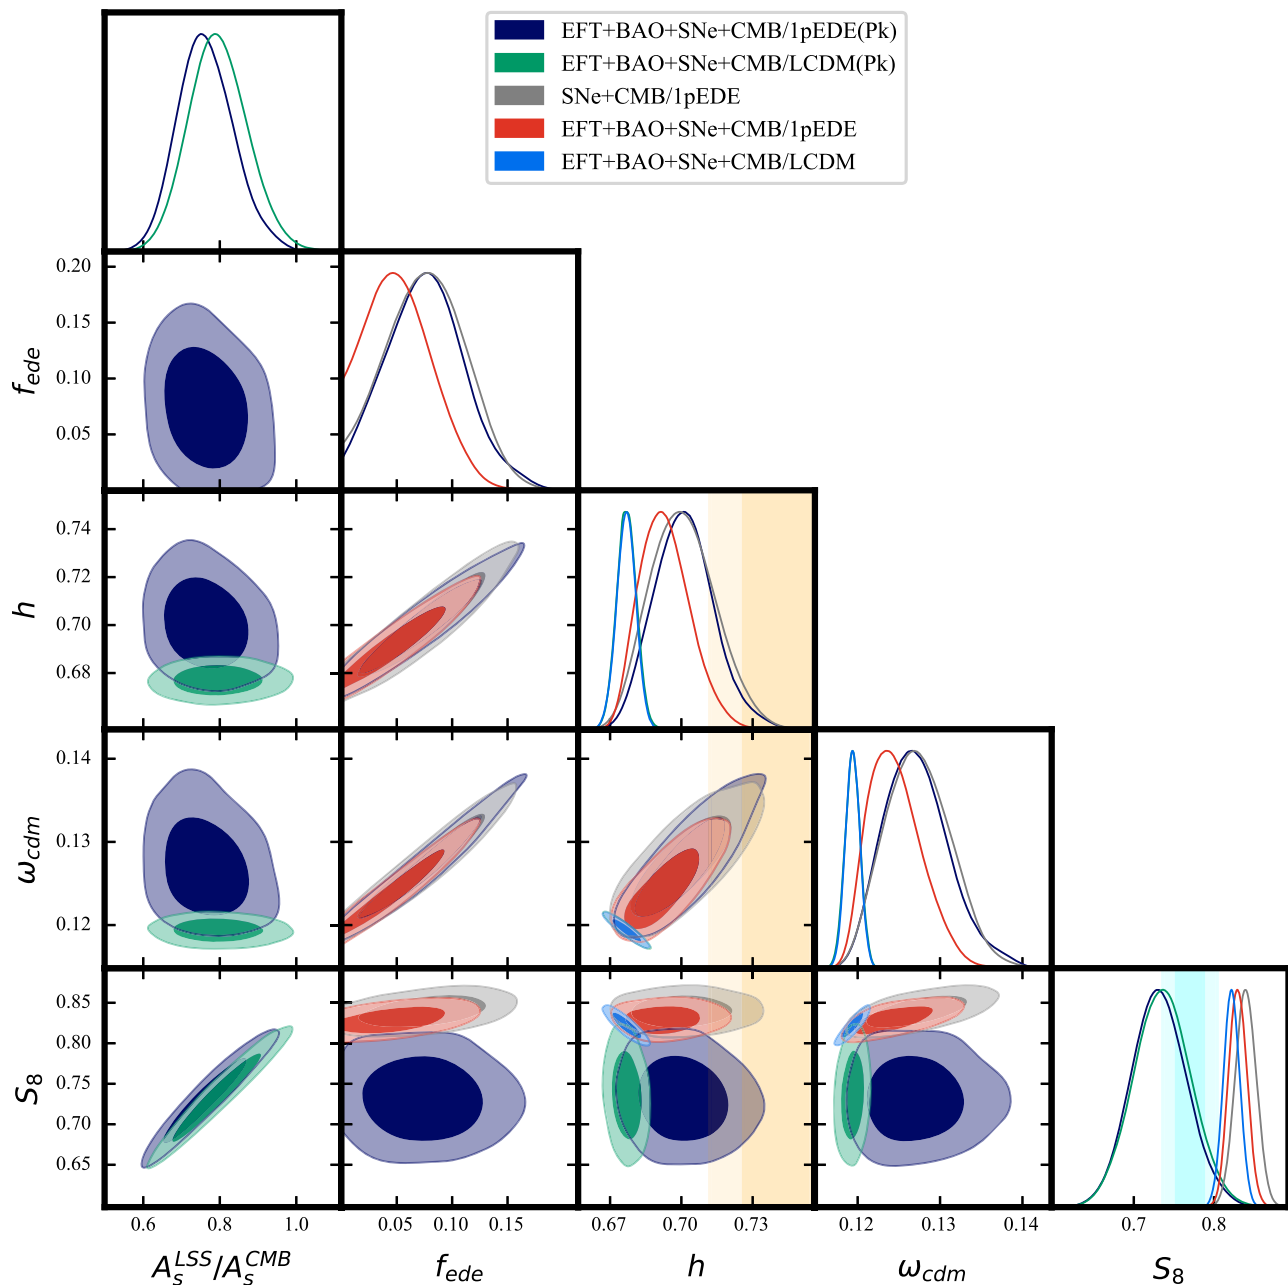 EFT+BAO+SNe+CMB/1pEDE(Pk)
EFT+BAO+SNe+CMB/LCDM(Pk)
SNe+CMB/1pEDE
EFT+BAO+SNe+CMB/1pEDE
EFT+BAO+SNe+CMB/LCDM
0.20
0.15
0.10
0.05
f_ede
0.74
0.72
0.70
0.68
h
0.14
0.13
0.12
ω_cdm
0.85
0.80
0.75
0.70
0.65
S_8
0.6 0.8 1.0 0.05 0.10 0.15 0.67 0.70 0.73 0.12 0.13 0.14 0.7 0.8
A_s^LSS/A_s^CMB f_ede h ω_cdm S_8